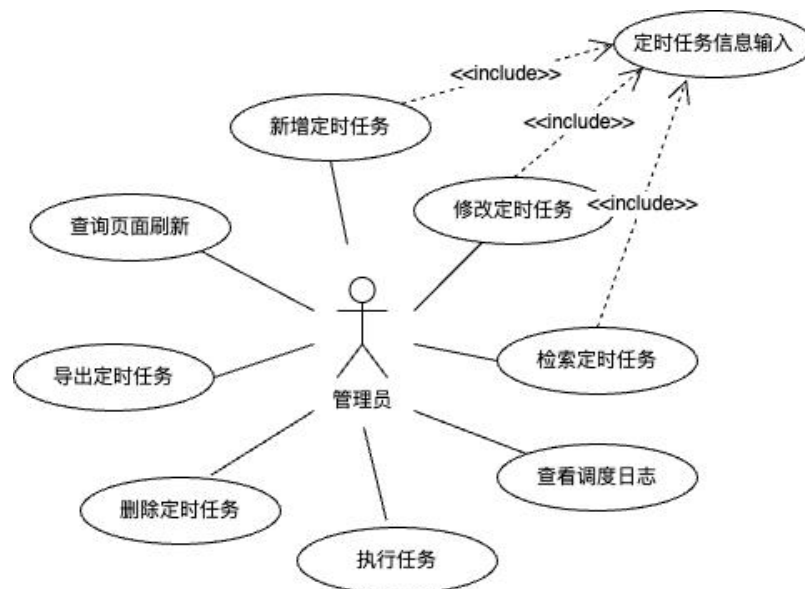 定时任务信息输入
<<include>>
新增定时任务
<<include>>
修改定时任务
<<include>>
查询页面刷新
检索定时任务
导出定时任务
管理员
查看调度日志
删除定时任务
执行任务